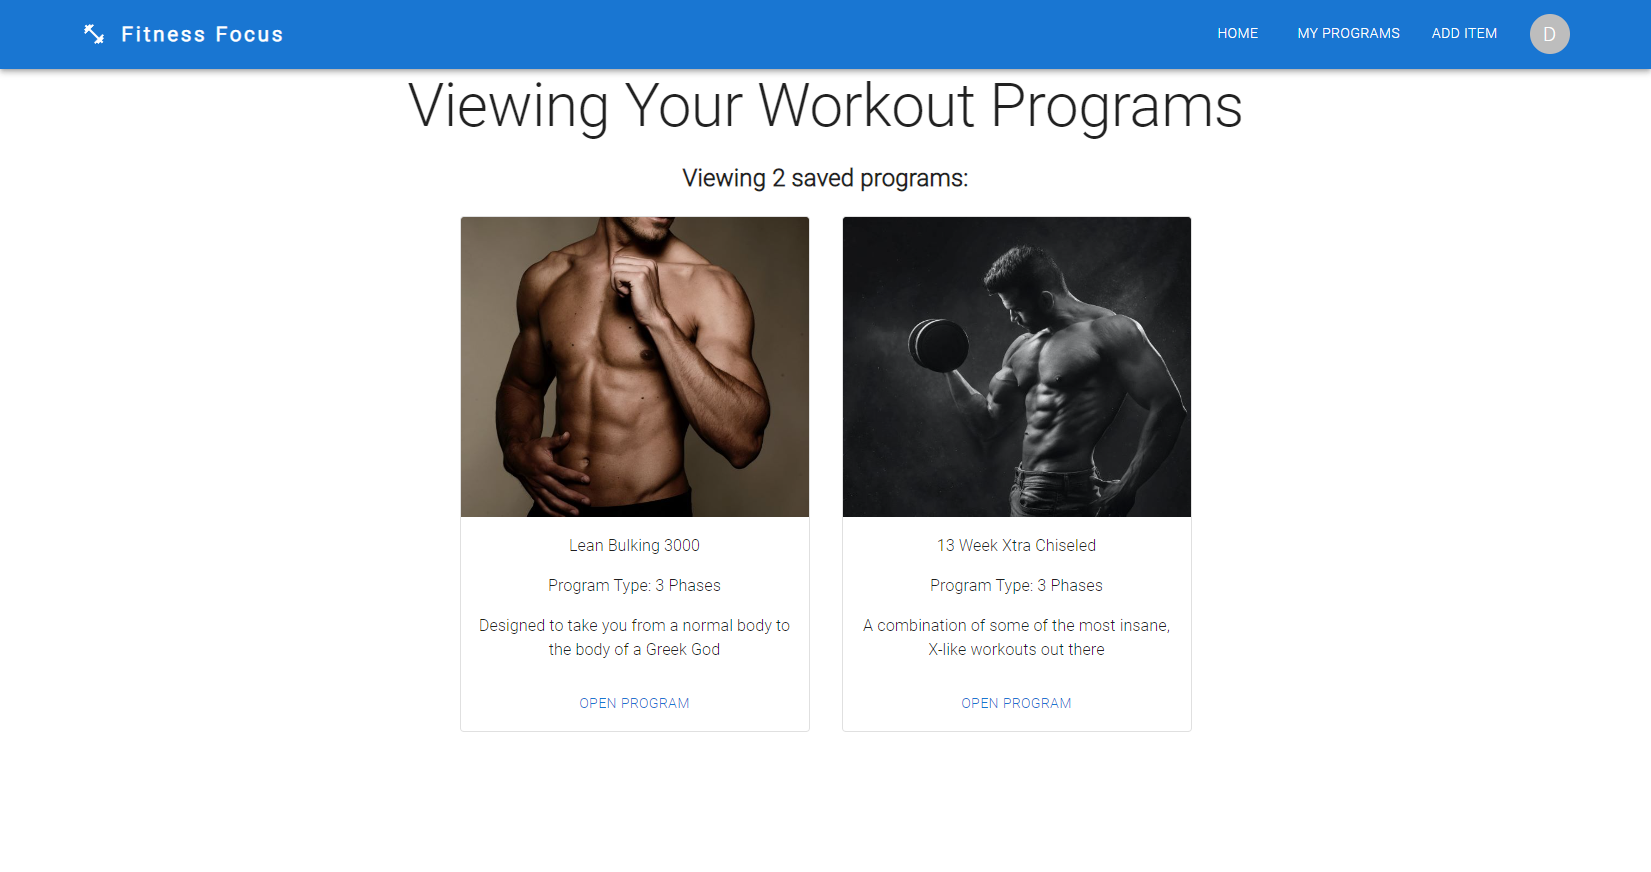 Fitness Focus
HOME
MY PROGRAMS
ADD ITEM
D
Viewing Your Workout Programs
Viewing 2 saved programs:
Lean Bulking 3000
Program Type: 3 Phases
Designed to take you from a normal body to
the body of a Greek God
OPEN PROGRAM
13 Week Xtra Chiseled
Program Type: 3 Phases
A combination of some of the most insane,
X-like workouts out there
OPEN PROGRAM